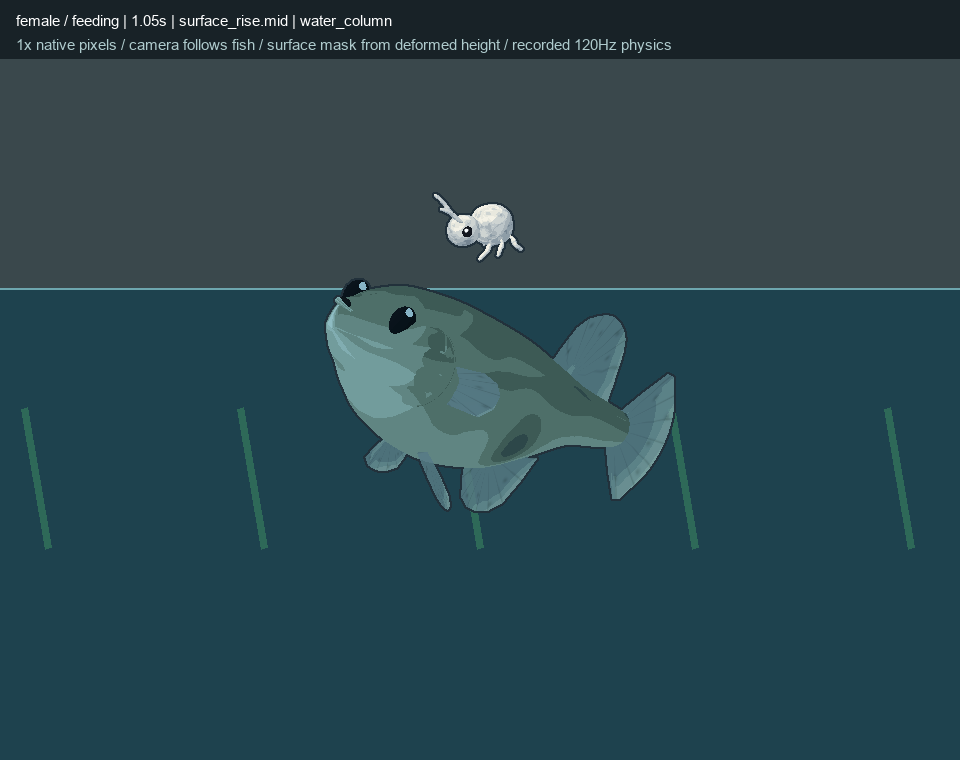 female / feeding | 1.05s | surface_rise.mid | water_column
1x native pixels / camera follows fish / surface mask from deformed height / recorded 120Hz physics